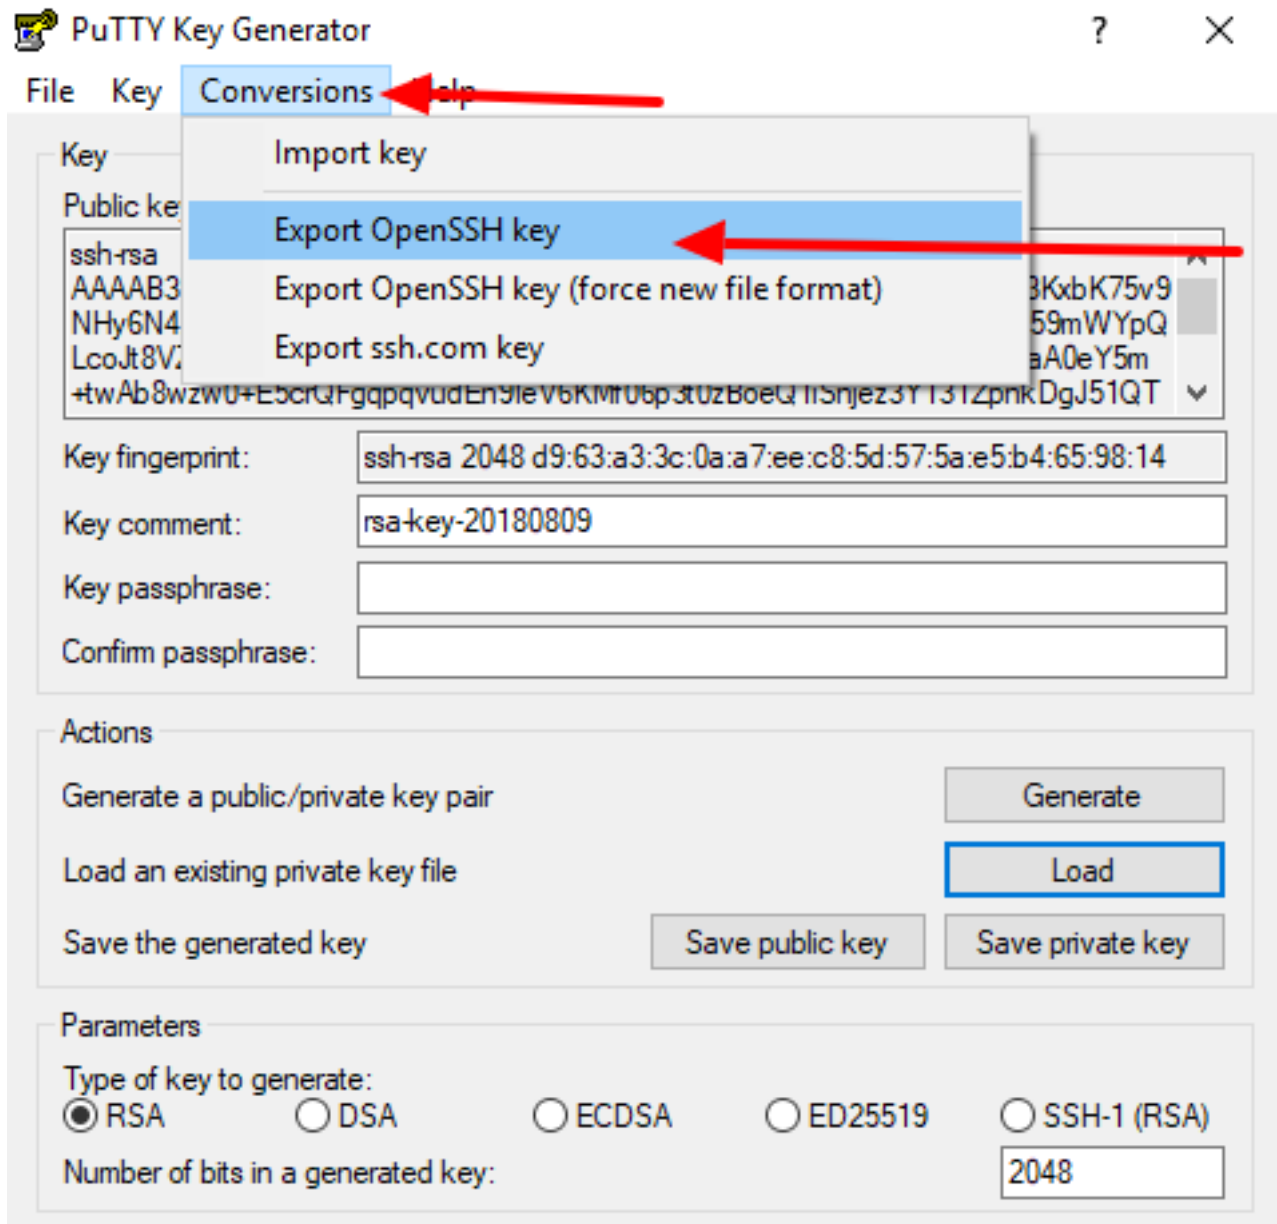 PuTTY Key Generator
?
File Key Conversions Help
Import key
Export OpenSSH key
Export OpenSSH key (force new file format)
Export ssh.com key
Key
Public key
ssh-rsa
AAAAB3 3KxbK75v9
NHy6N4 59mWYpQ
LcoJt8VZ aA0eY5m
Key fingerprint: ssh-rsa 2048 d9:63:a3:3c:0a:a7:ee:c8:5d:57:5a:e5:b4:65:98:14
Key comment: rsa-key-20180809
Key passphrase:
Confirm passphrase:
Actions
Generate a public/private key pair Generate
Load an existing private key file Load
Save the generated key Save public key Save private key
Parameters
Type of key to generate:
RSA DSA ECDSA ED25519 SSH-1 (RSA)
Number of bits in a generated key: 2048